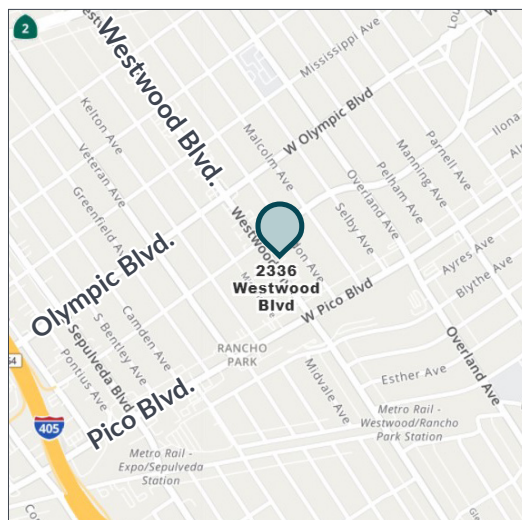 2
Westwood Blvd.
Mississippi Ave
W Olympic Blvd
Kelton Ave
Veteran Ave
Greenfield Ave
Malcolm Ave
Parnell Ave
Manning Ave
Pelham Ave
Overland Ave
Selby Ave
Ilona
Westwood
2336
Westwood
Blvd
Olympic Blvd.
W Pico Blvd
Ayres Ave
Blythe Ave
Camden Ave
S Bentley Ave
Sepulveda Blvd
Pontius Ave
RANCHO
PARK
Overland Ave
Esther Ave
Midvale Ave
Pico Blvd.
405
Metro Rail -
Westwood/Rancho
Park Station
Metro Rail -
Expo/Sepulveda
Station